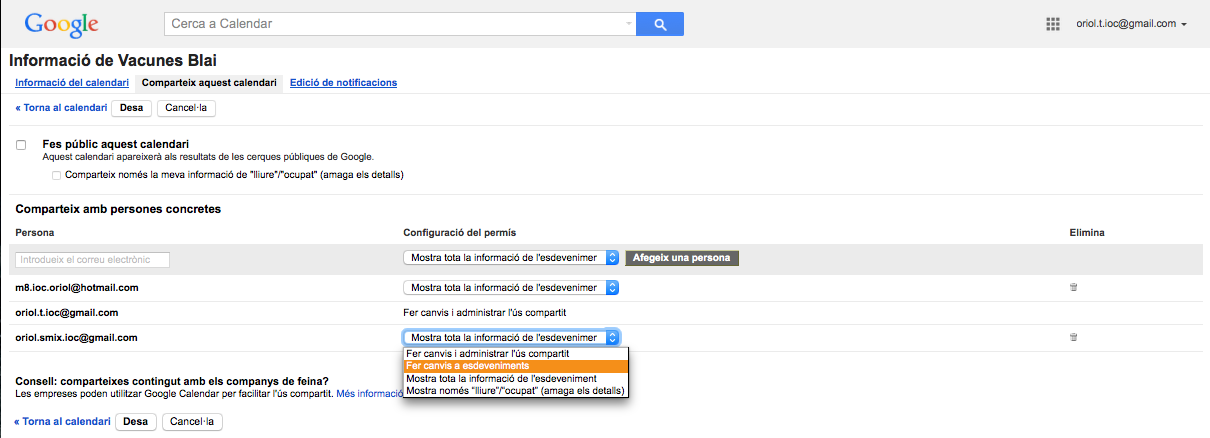 Google Cerca a Calendar oriol.t.ioc@gmail.com
Informació de Vacunes Blai
Informació del calendari Comparteix aquest calendari Edició de notificacions
« Torna al calendari Desa Cancel·la
Fes públic aquest calendari
Aquest calendari apareixerà als resultats de les cerques públiques de Google.
Comparteix només la meva informació de "lliure"/"ocupat" (amaga els detalls)
Comparteix amb persones concretes
Persona Configuració del permís Elimina
Introdueix el correu electrònic Mostra tota la informació de l'esdevenimer Afegeix una persona
m8.ioc.oriol@hotmail.com Mostra tota la informació de l'esdevenimer
oriol.t.ioc@gmail.com Fer canvis i administrar l'ús compartit
oriol.smix.ioc@gmail.com Mostra tota la informació de l'esdevenimer
Fer canvis i administrar l'ús compartit
Fer canvis a esdeveniments
Mostra tota la informació de l'esdeveniment
Mostra només "lliure"/"ocupat" (amaga els detalls)
Consell: comparteixes contingut amb els companys de feina?
Les empreses poden utilitzar Google Calendar per facilitar l'ús compartit. Més informació
« Torna al calendari Desa Cancel·la